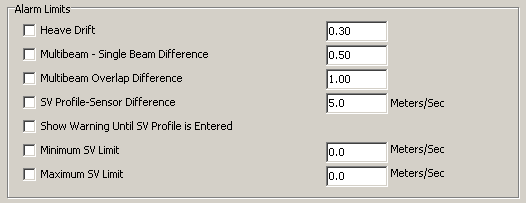 Alarm Limits
Heave Drift 0.30
Multibeam - Single Beam Difference 0.50
Multibeam Overlap Difference 1.00
SV Profile-Sensor Difference 5.0 Meters/Sec
Show Warning Until SV Profile is Entered
Minimum SV Limit 0.0 Meters/Sec
Maximum SV Limit 0.0 Meters/Sec